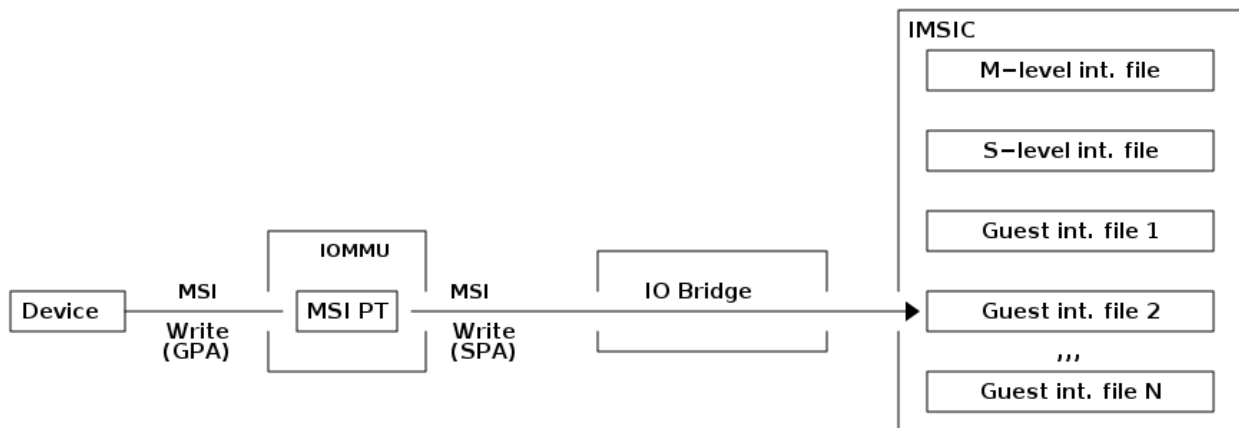 IMSIC
M−level int. file
S−level int. file
Guest int. file 1
IOMMU
Device
MSI
Write
(GPA)
MSI PT
MSI
Write
(SPA)
IO Bridge
Guest int. file 2
,,,
Guest int. file N